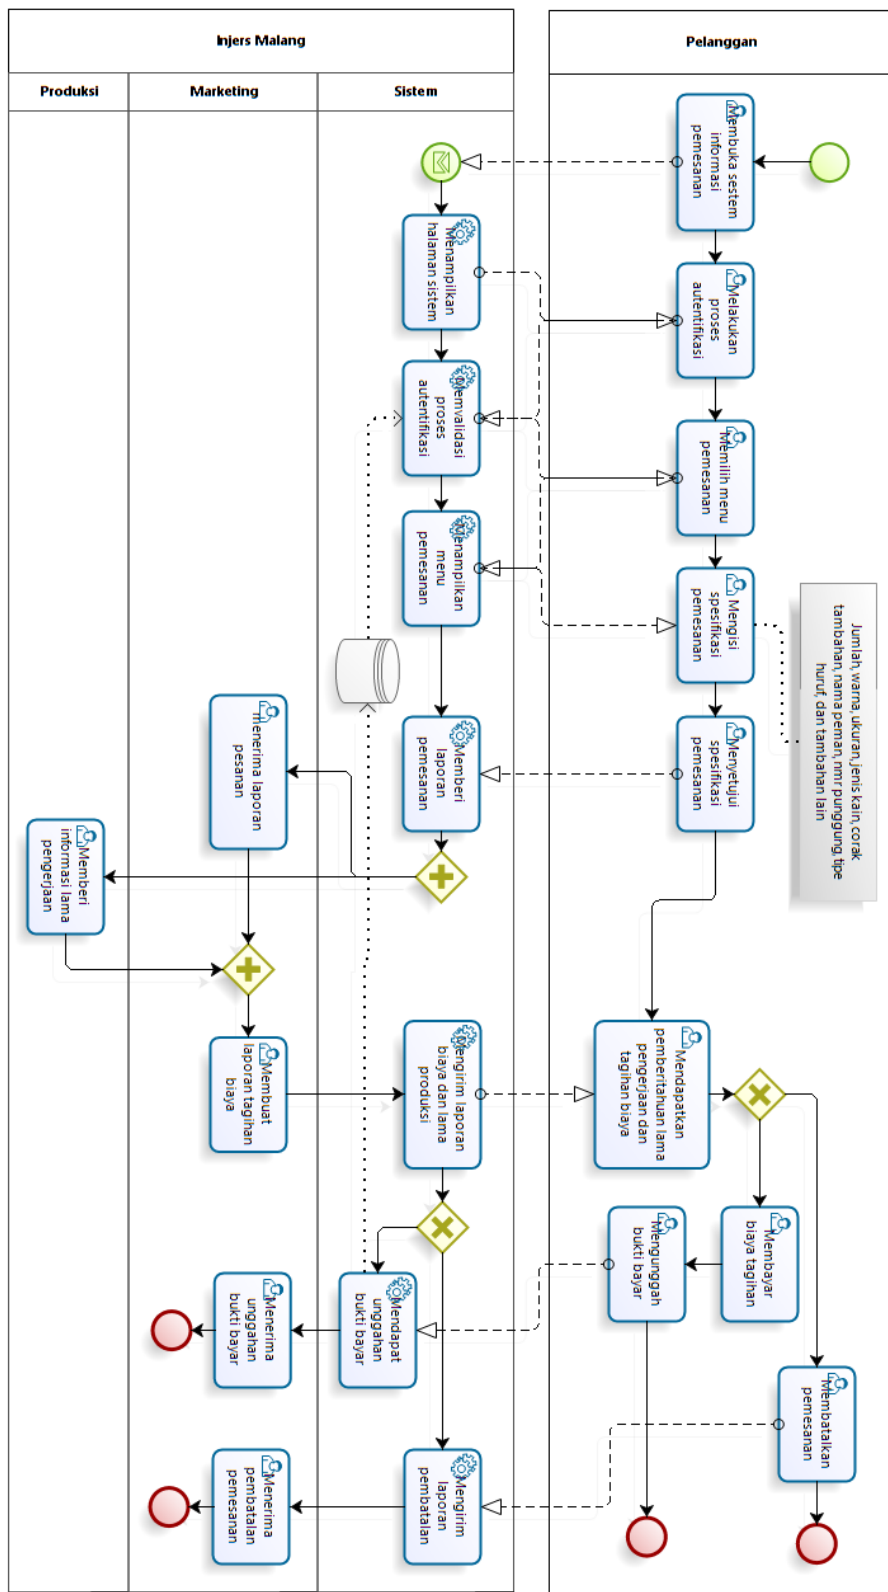 Injers Malang
Pelanggan
Produksi
Marketing
Sistem
Membuka sestem
informasi
pemesanan
Menampilkan
halaman sistem
Melakukan
proses
autentifikasi
Memvalidasi
proses
autentifikasi
Memilih menu
pemesanan
Menampilkan
menu
pemesanan
Mengisi
spesifikasi
pemesanan
Jumlah, warna, ukuran, jenis kain, corak
tambahan, nama peman, nmr punggung, tipe
huruf, dan tambahan lain
Menyetujui
spesifikasi
pemesanan
Memberi
laporan
pemesanan
menerima laporan
pesanan
Memberi
informasi lama
pengerjaan
Membuat
laporan tagihan
biaya
Mengirim laporan
biaya dan lama
produksi
Mendapatkan
pemberitahuan lama
pengerjaan dan
tagihan biaya
Membayar
biaya tagihan
Mengunggah
bukti bayar
Mendapat
unggahan
bukti bayar
Menerima
unggahan
bukti bayar
Membatalkan
pemesanan
Mengirim
laporan
pembatalan
Menerima
pembatalan
pemesanan